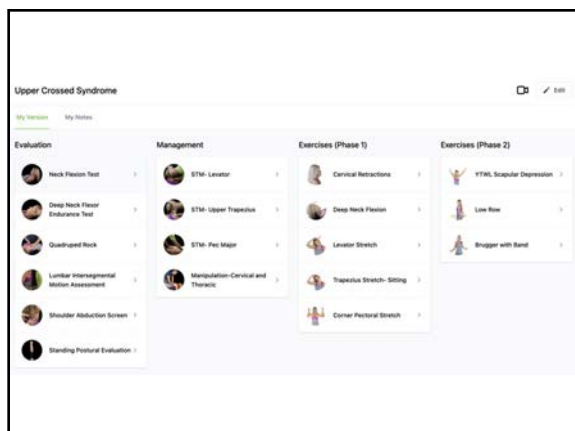 Upper Crossed Syndrome
Edit
My Version My Notes
Evaluation
Neck Flexion Test
Deep Neck Flexor
Endurance Test
Quadruped Rock
Lumbar Intersegmental
Motion Assessment
Shoulder Abduction Screen
Standing Postural Evaluation
Management
STM- Levator
STM- Upper Trapezius
STM- Pec Major
Manipulation-Cervical and
Thoracic
Exercises (Phase 1)
Cervical Retractions
Deep Neck Flexion
Levator Stretch
Trapezius Stretch- Sitting
Corner Pectoral Stretch
Exercises (Phase 2)
YTWL Scapular Depression
Low Row
Brugger with Band